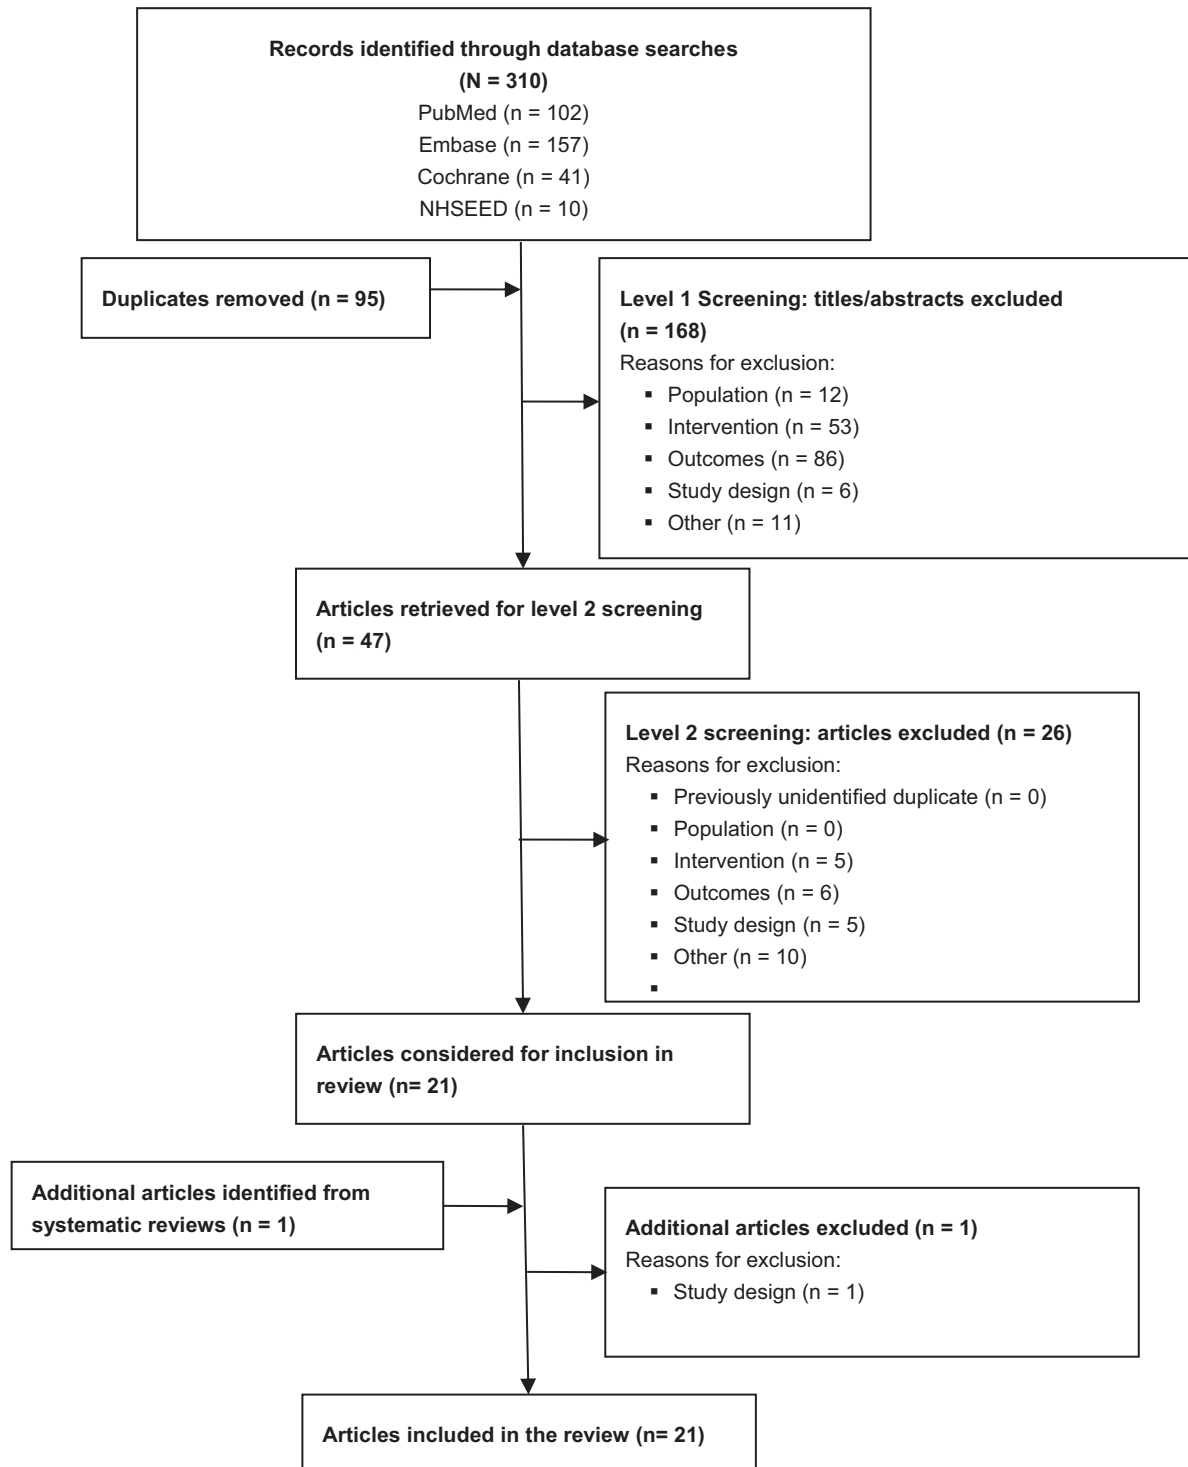 Records identified through database searches
(N = 310)
PubMed (n = 102)
Embase (n = 157)
Cochrane (n = 41)
NHSEED (n = 10)
Duplicates removed (n = 95)
Level 1 Screening: titles/abstracts excluded
(n = 168)
Reasons for exclusion:
▪ Population (n = 12)
▪ Intervention (n = 53)
▪ Outcomes (n = 86)
▪ Study design (n = 6)
▪ Other (n = 11)
Articles retrieved for level 2 screening
(n = 47)
Level 2 screening: articles excluded (n = 26)
Reasons for exclusion:
▪ Previously unidentified duplicate (n = 0)
▪ Population (n = 0)
▪ Intervention (n = 5)
▪ Outcomes (n = 6)
▪ Study design (n = 5)
▪ Other (n = 10)
▪
Articles considered for inclusion in
review (n= 21)
Additional articles identified from
systematic reviews (n = 1)
Additional articles excluded (n = 1)
Reasons for exclusion:
▪ Study design (n = 1)
Articles included in the review (n= 21)